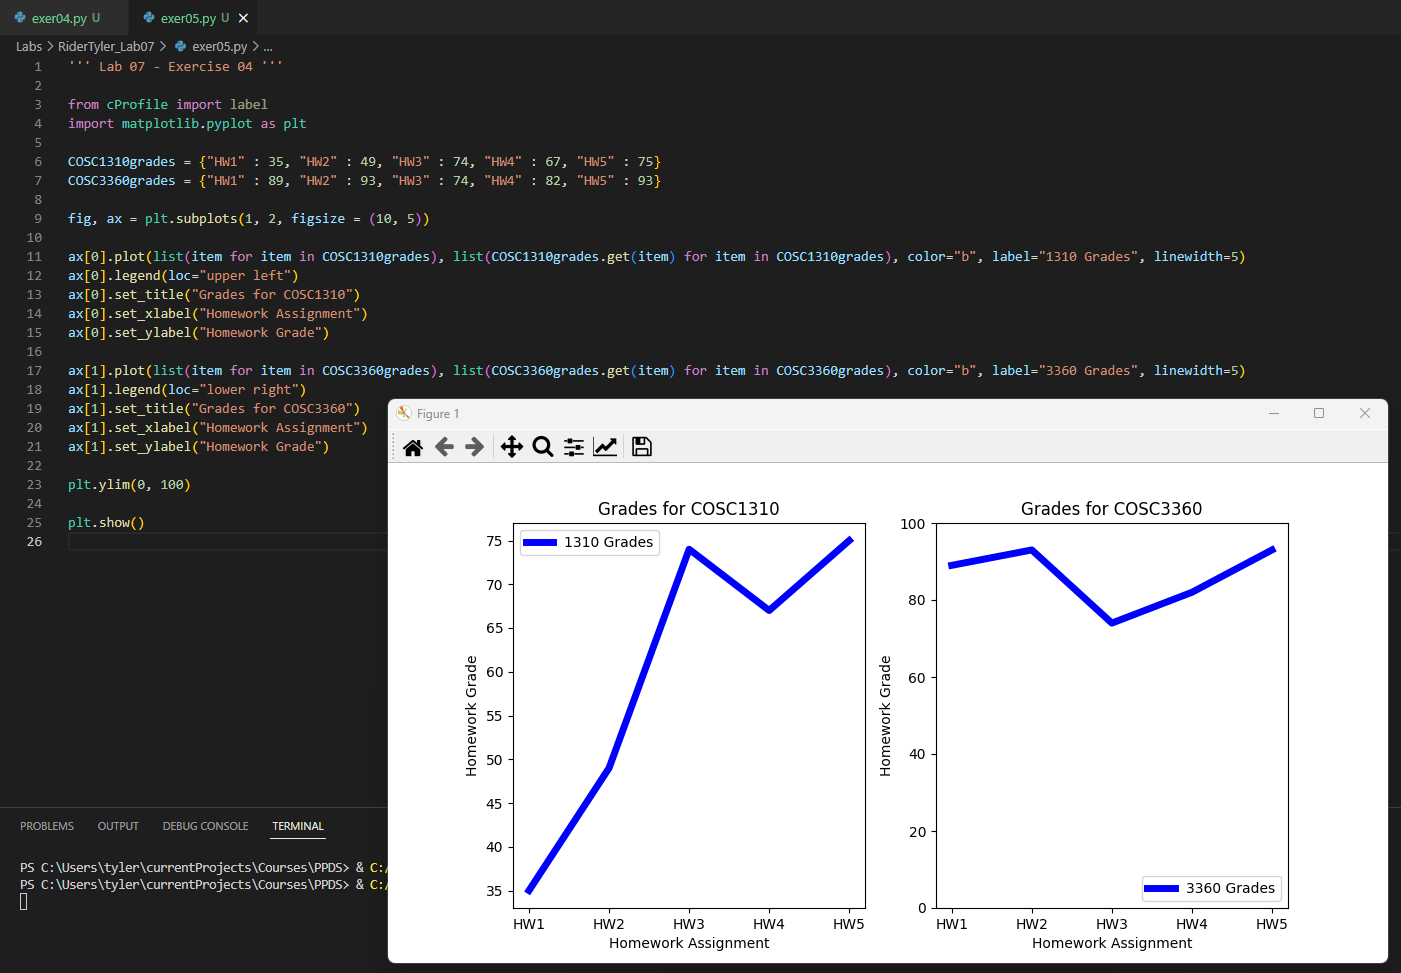 exer04.py U
exer05.py U
Labs > RiderTyler_Lab07 > exer05.py > ...
1 ''' Lab 07 - Exercise 04 '''
2
3 from cProfile import label
4 import matplotlib.pyplot as plt
5
6 COSC1310grades = {"HW1" : 35, "HW2" : 49, "HW3" : 74, "HW4" : 67, "HW5" : 75}
7 COSC3360grades = {"HW1" : 89, "HW2" : 93, "HW3" : 74, "HW4" : 82, "HW5" : 93}
8
9 fig, ax = plt.subplots(1, 2, figsize = (10, 5))
10
11 ax[0].plot(list(item for item in COSC1310grades), list(COSC1310grades.get(item) for item in COSC1310grades), color="b", label="1310 Grades", linewidth=5)
12 ax[0].legend(loc="upper left")
13 ax[0].set_title("Grades for COSC1310")
14 ax[0].set_xlabel("Homework Assignment")
15 ax[0].set_ylabel("Homework Grade")
16
17 ax[1].plot(list(item for item in COSC3360grades), list(COSC3360grades.get(item) for item in COSC3360grades), color="b", label="3360 Grades", linewidth=5)
18 ax[1].legend(loc="lower right")
19 ax[1].set_title("Grades for COSC3360")
20 ax[1].set_xlabel("Homework Assignment")
21 ax[1].set_ylabel("Homework Grade")
22
23 plt.ylim(0, 100)
24
25 plt.show()
26
PROBLEMS OUTPUT DEBUG CONSOLE TERMINAL
PS C:\Users\tyler\currentProjects\Courses\PPDS> & C:/
PS C:\Users\tyler\currentProjects\Courses\PPDS> & C:/
Figure 1
Grades for COSC1310
1310 Grades
75
70
65
60
55
50
45
40
35
Homework Grade
HW1 HW2 HW3 HW4 HW5
Homework Assignment
Grades for COSC3360
100
80
60
40
20
0
Homework Grade
3360 Grades
HW1 HW2 HW3 HW4 HW5
Homework Assignment